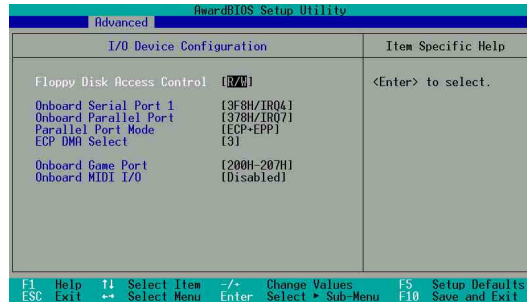 AwardBIOS Setup Utility
Advanced
I/O Device Configuration
Item Specific Help
Floppy Disk Access Control [R/W]
<Enter> to select.
Onboard Serial Port 1 [3F8H/IRQ4]
Onboard Parallel Port [378H/IRQ7]
Parallel Port Mode [ECP+EPP]
ECP DMA Select [3]
Onboard Game Port [200H-207H]
Onboard MIDI I/O [Disabled]
F1 Help ↑↓ Select Item -/+ Change Values F5 Setup Defaults
ESC Exit ←→ Select Menu Enter Select ► Sub-Menu F10 Save and Exit